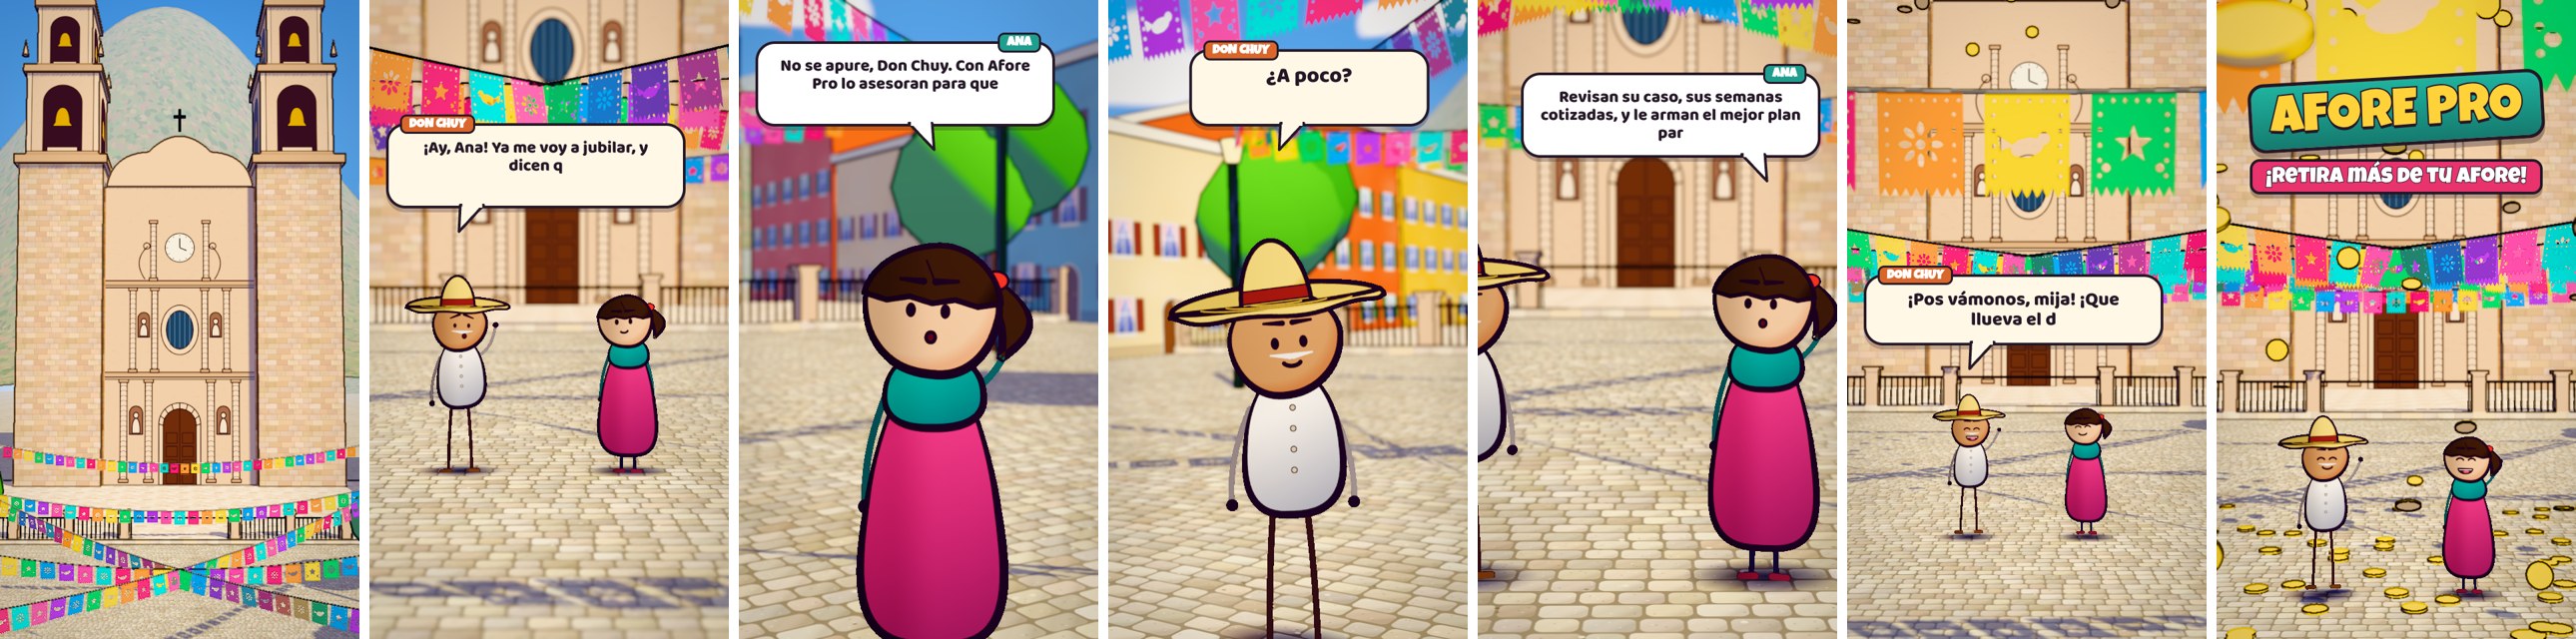 DON CHUY
¡Ay, Ana! Ya me voy a jubilar, y
dicen q
ANA
No se apure, Don Chuy. Con Afore
Pro lo asesoran para que
DON CHUY
¿A poco?
ANA
Revisan su caso, sus semanas
cotizadas, y le arman el mejor plan
par
DON CHUY
¡Pos vámonos, mija! ¡Que
llueva el d
AFORE PRO
¡RETIRA MÁS DE TU AFORE!